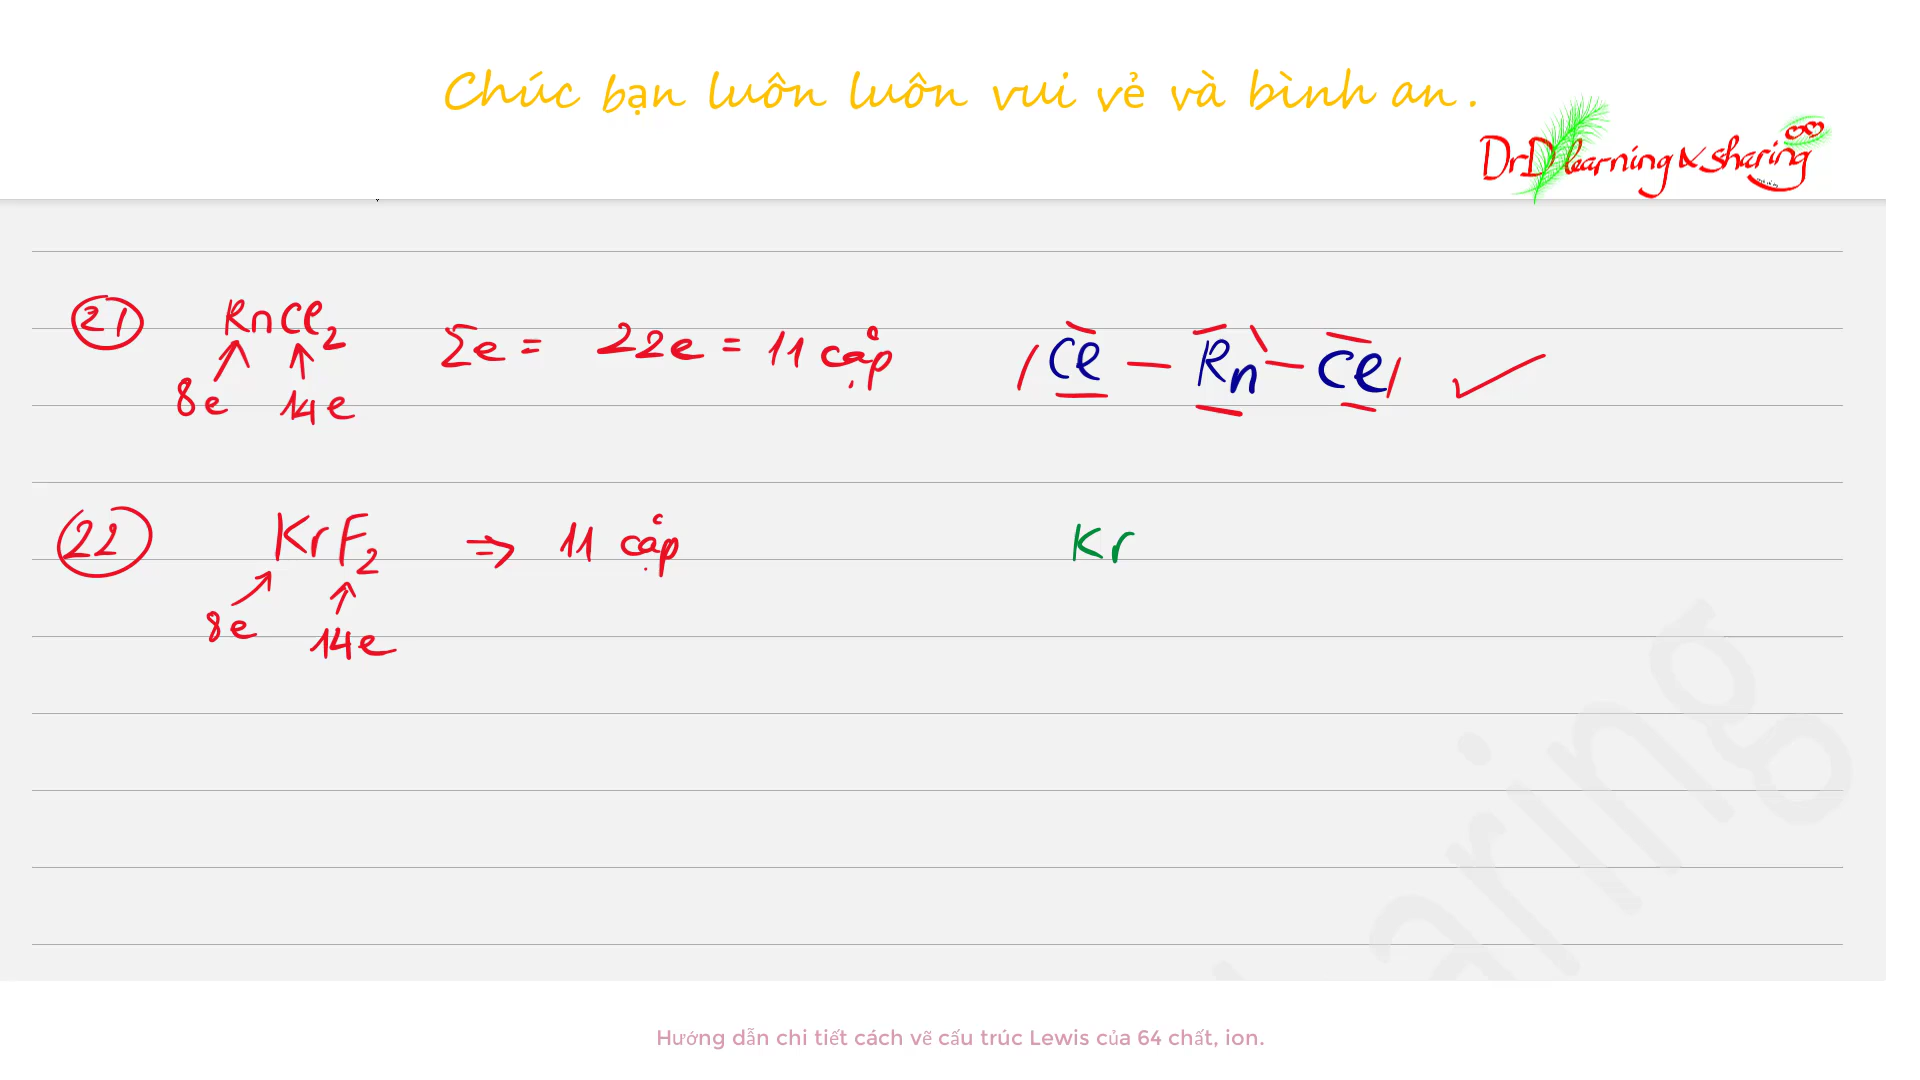 Chúc bạn luôn luôn vui vẻ và bình an.
DrD learning & sharing
21 RnCl₂ Σe = 22e = 11 cặp |Cl — Rn — Cl| ✓
8e 14e
22 KrF₂ ⇒ 11 cặp Kr
8e 14e
aring
Hướng dẫn chi tiết cách vẽ cấu trúc Lewis của 64 chất, ion.